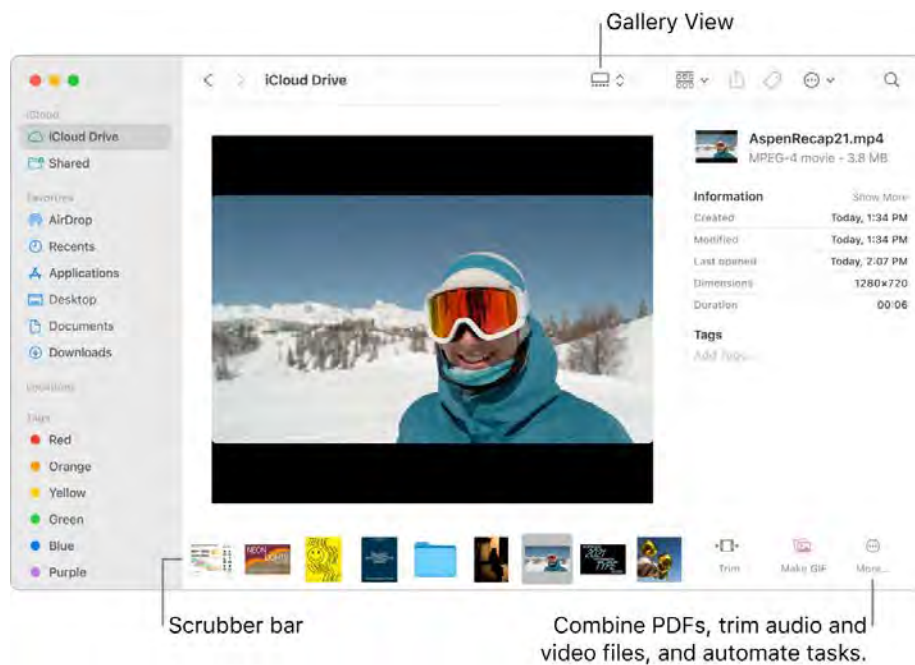 Gallery View
iCloud Drive
iCloud
iCloud Drive
Shared
Favorites
AirDrop
Recents
Applications
Desktop
Documents
Downloads
Locations
Tags
Red
Orange
Yellow
Green
Blue
Purple
AspenRecap21.mp4
MPEG-4 movie - 3.8 MB
Information Show More
Created Today, 1:34 PM
Modified Today, 1:34 PM
Last opened Today, 2:07 PM
Dimensions 1280×720
Duration 00:06
Tags
Add Tags...
NEON
LIGHTS
Trim Make GIF More...
Scrubber bar
Combine PDFs, trim audio and
video files, and automate tasks.